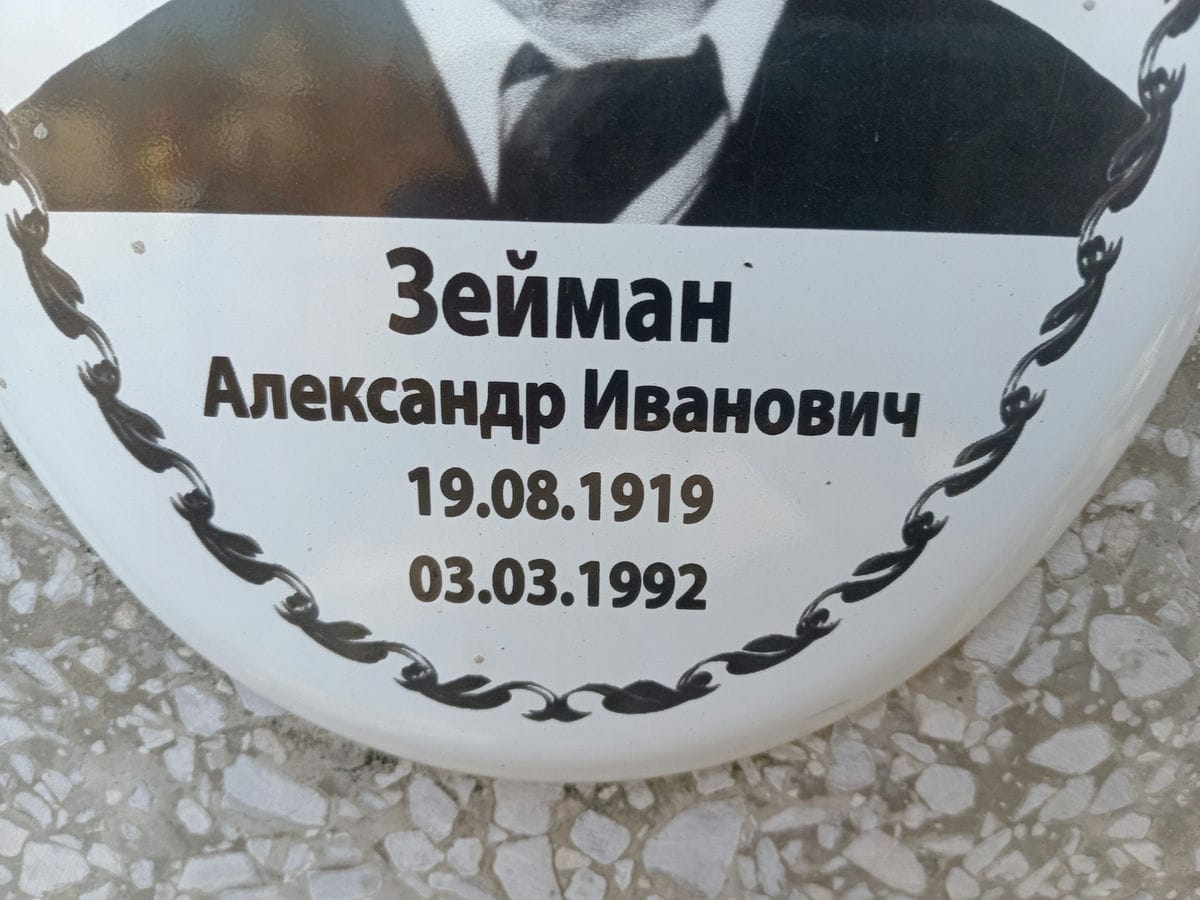 Зейман
Александр Иванович
19.08.1919
03.03.1992